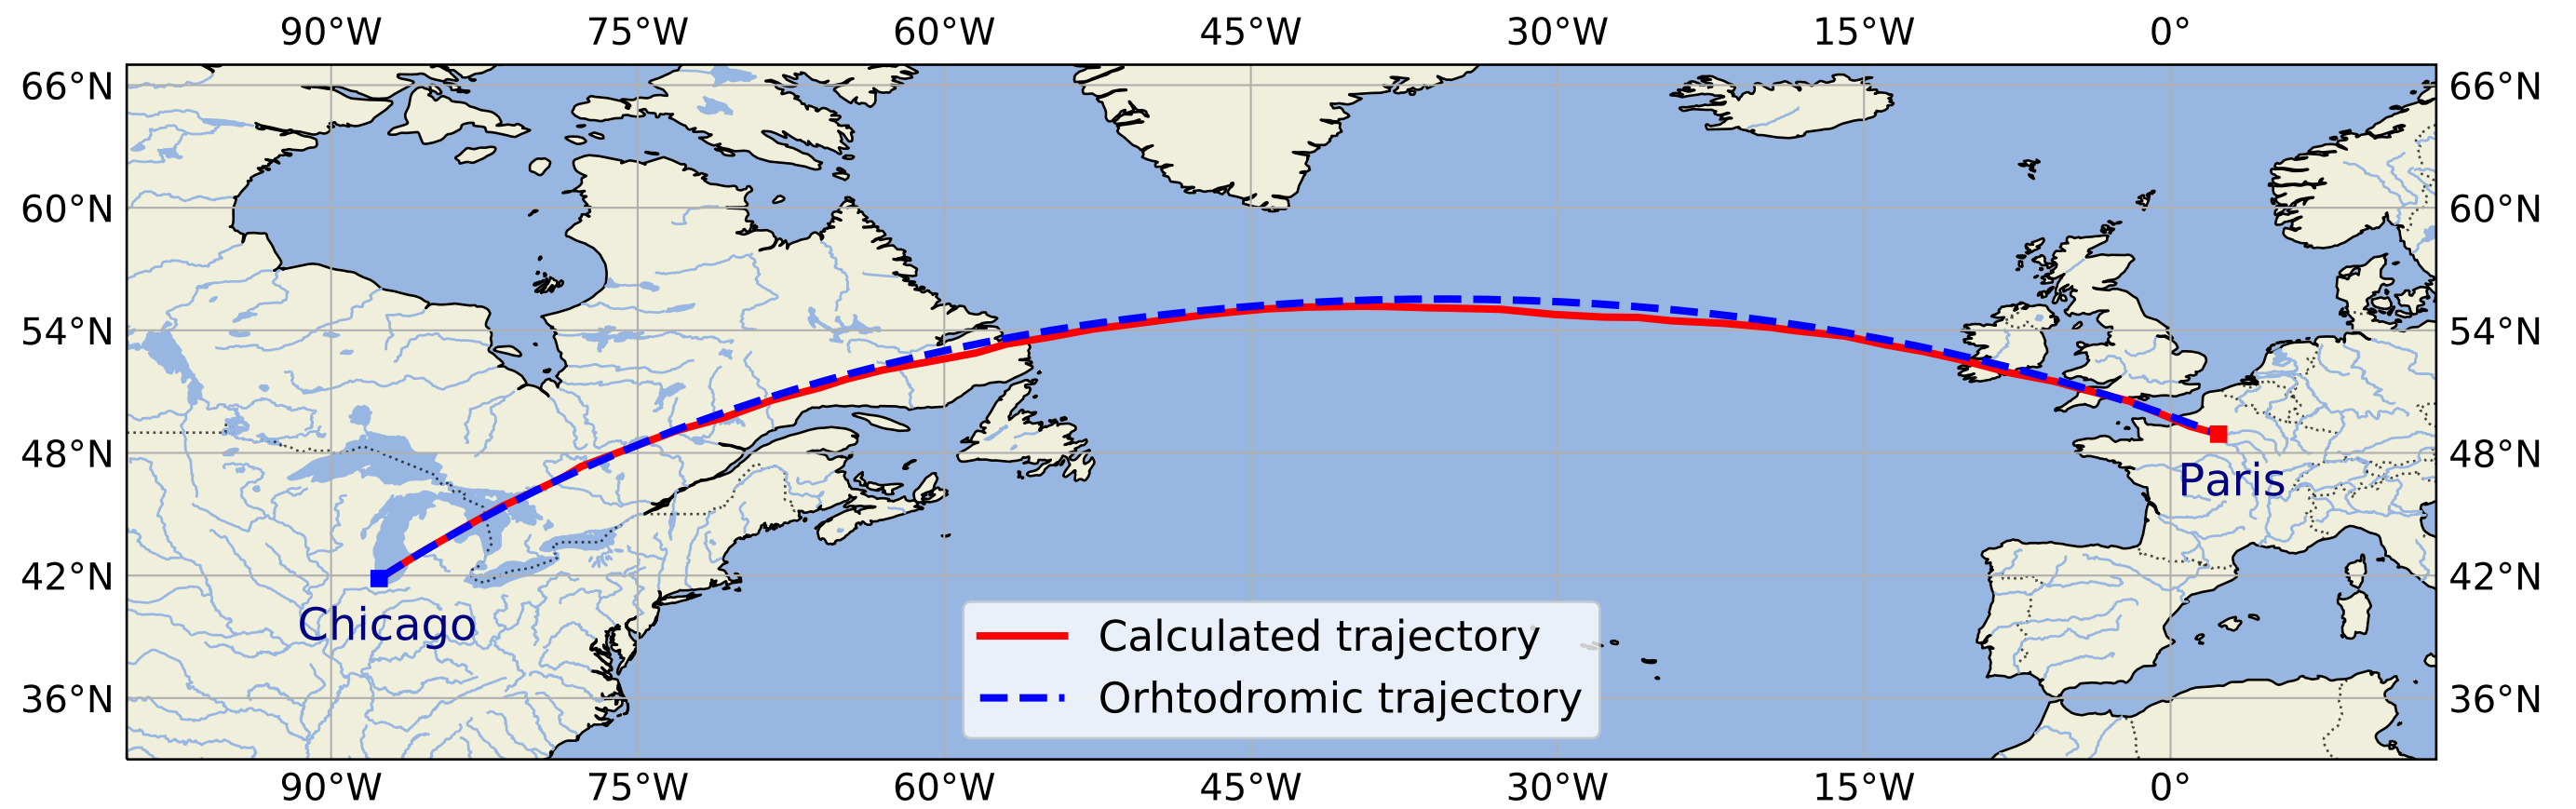 90°W 75°W 60°W 45°W 30°W 15°W 0°
66°N 66°N
60°N 60°N
54°N 54°N
48°N 48°N
Paris
42°N 42°N
Chicago
Calculated trajectory
36°N Orhtodromic trajectory 36°N
90°W 75°W 60°W 45°W 30°W 15°W 0°